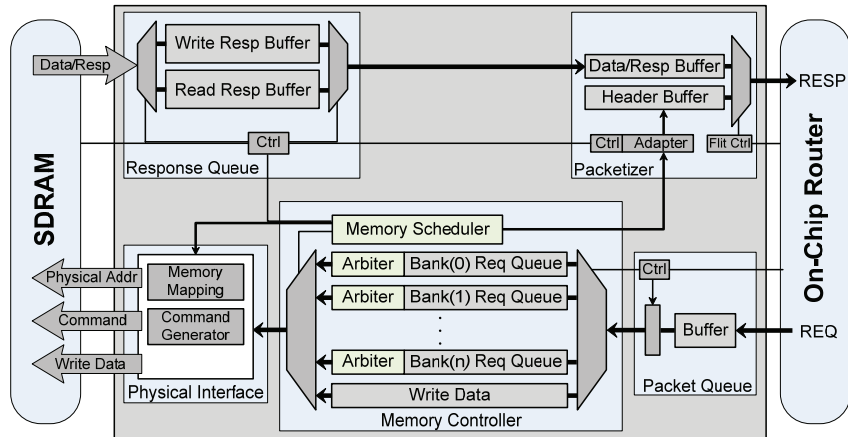 SDRAM
Data/Resp
Write Resp Buffer
Read Resp Buffer
Ctrl
Response Queue
Data/Resp Buffer
Header Buffer
Ctrl Adapter
Flit Ctrl
Packetizer
RESP
On-Chip Router
Memory Scheduler
Arbiter Bank(0) Req Queue
Arbiter Bank(1) Req Queue
Arbiter Bank(n) Req Queue
Write Data
Memory Controller
Physical Addr
Command
Write Data
Memory
Mapping
Command
Generator
Physical Interface
Ctrl
Buffer
REQ
Packet Queue